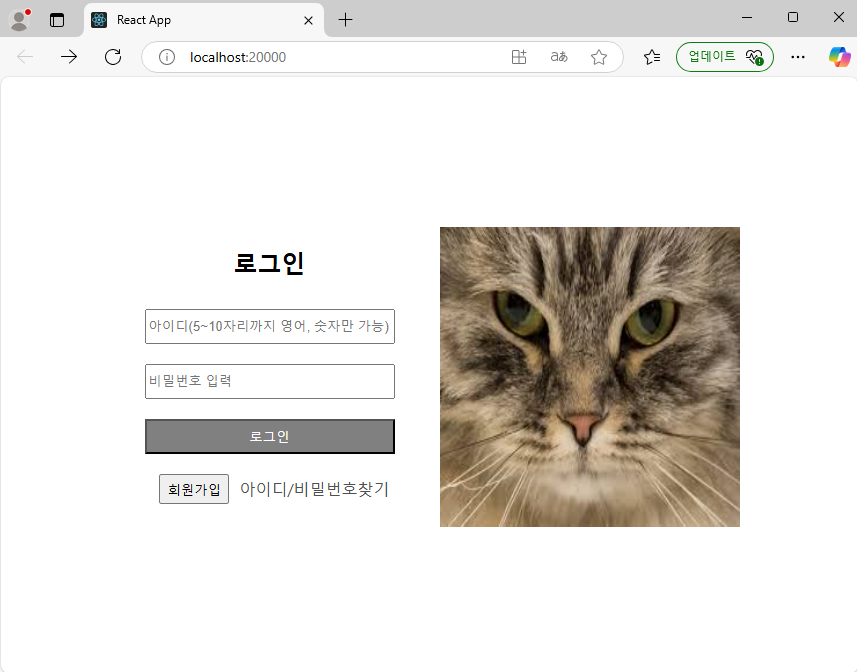 React App
localhost:20000
aあ
업데이트
로그인
아이디(5~10자리까지 영어, 숫자만 가능)
비밀번호 입력
로그인
회원가입 아이디/비밀번호찾기